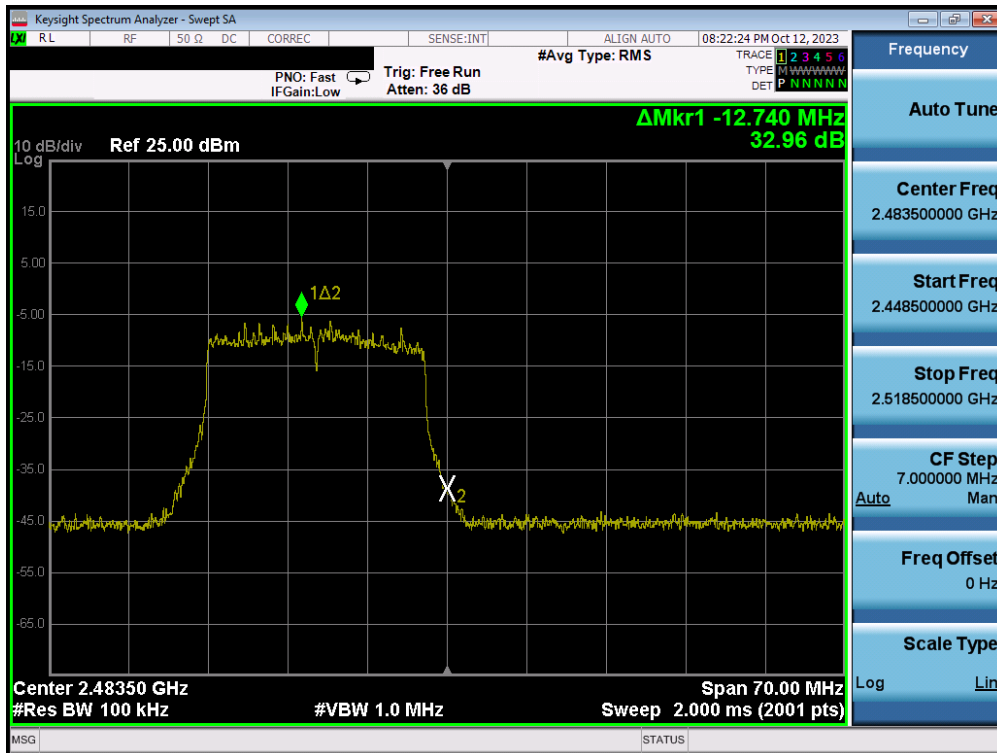 Keysight Spectrum Analyzer - Swept SA
LXI RL RF 50 Ω DC CORREC SENSE:INT ALIGN AUTO 08:22:24 PM Oct 12, 2023
#Avg Type: RMS TRACE 1 2 3 4 5 6
PNO: Fast Trig: Free Run TYPE M WWWWW
IFGain:Low Atten: 36 dB DET P N N N N N
ΔMkr1 -12.740 MHz
32.96 dB
10 dB/div Ref 25.00 dBm
Log
15.0
5.00
1Δ2
-5.00
-15.0
-25.0
-35.0
2
-45.0
-55.0
-65.0
Center 2.48350 GHz Span 70.00 MHz
#Res BW 100 kHz #VBW 1.0 MHz Sweep 2.000 ms (2001 pts)
MSG STATUS
Frequency
Auto Tune
Center Freq
2.483500000 GHz
Start Freq
2.448500000 GHz
Stop Freq
2.518500000 GHz
CF Step
7.000000 MHz
Auto Man
Freq Offset
0 Hz
Scale Type
Log Lin